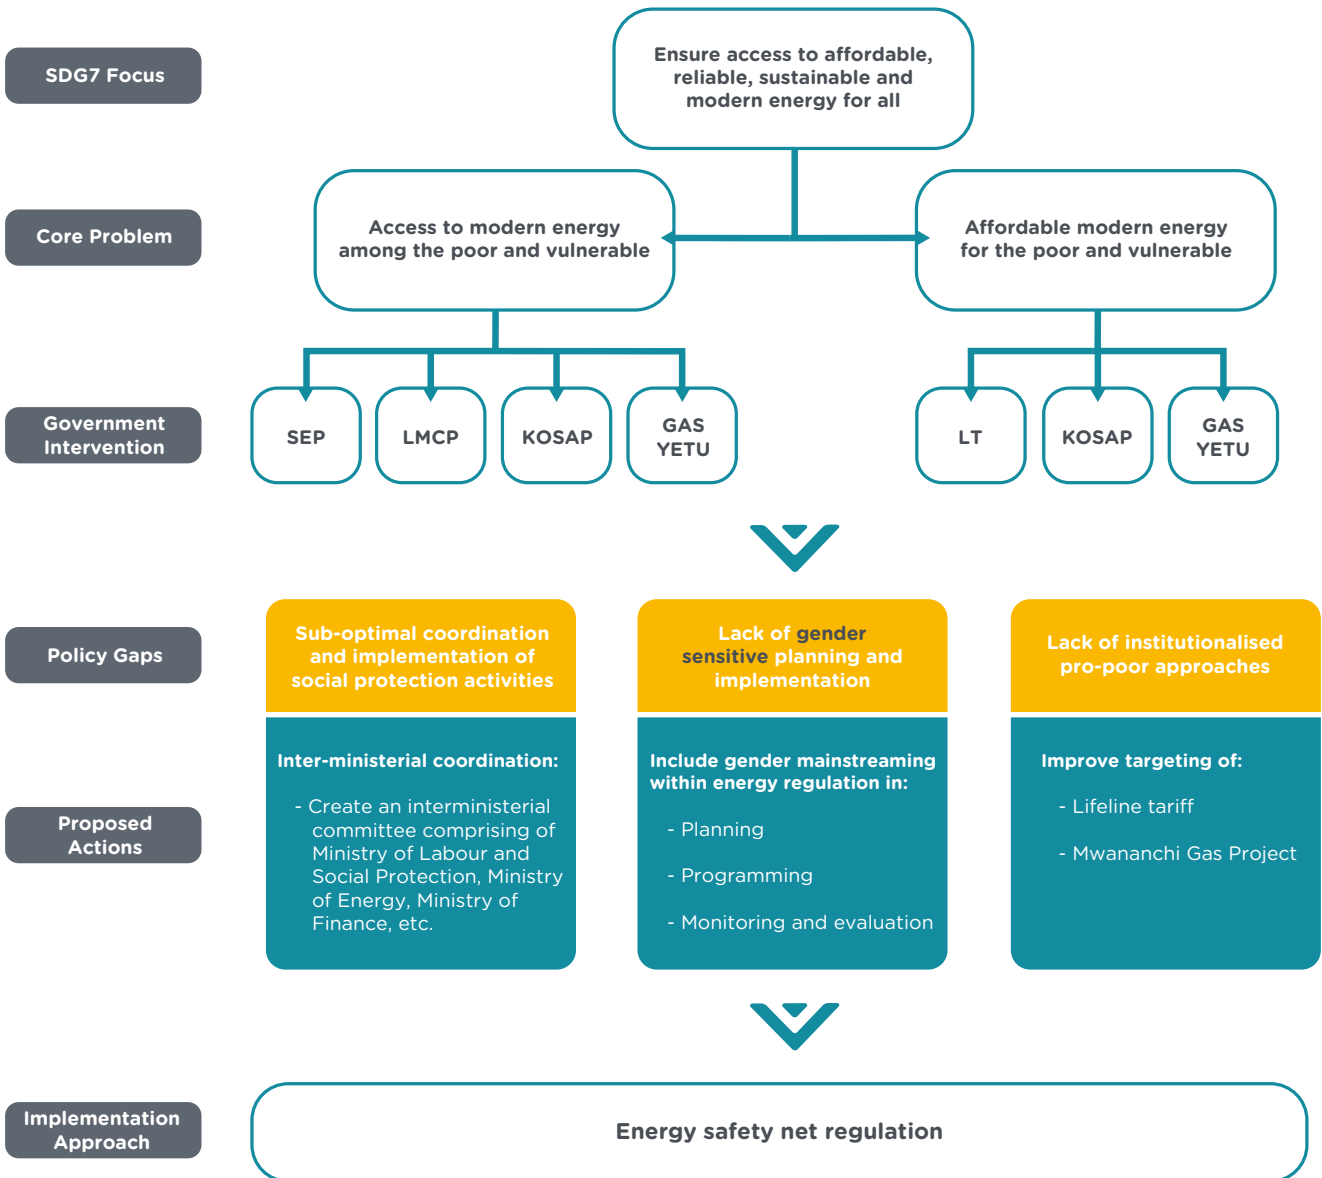 SDG7 Focus
Ensure access to affordable,
reliable, sustainable and
modern energy for all
Core Problem
Access to modern energy
among the poor and vulnerable
Affordable modern energy
for the poor and vulnerable
Government
Intervention
SEP
LMCP
KOSAP
GAS
YETU
LT
KOSAP
GAS
YETU
Policy Gaps
Sub-optimal coordination
and implementation of
social protection activities
Lack of gender
sensitive planning and
implementation
Lack of institutionalised
pro-poor approaches
Proposed
Actions
Inter-ministerial coordination:
- Create an interministerial
committee comprising of
Ministry of Labour and
Social Protection, Ministry
of Energy, Ministry of
Finance, etc.
Include gender mainstreaming
within energy regulation in:
- Planning
- Programming
- Monitoring and evaluation
Improve targeting of:
- Lifeline tariff
- Mwananchi Gas Project
Implementation
Approach
Energy safety net regulation